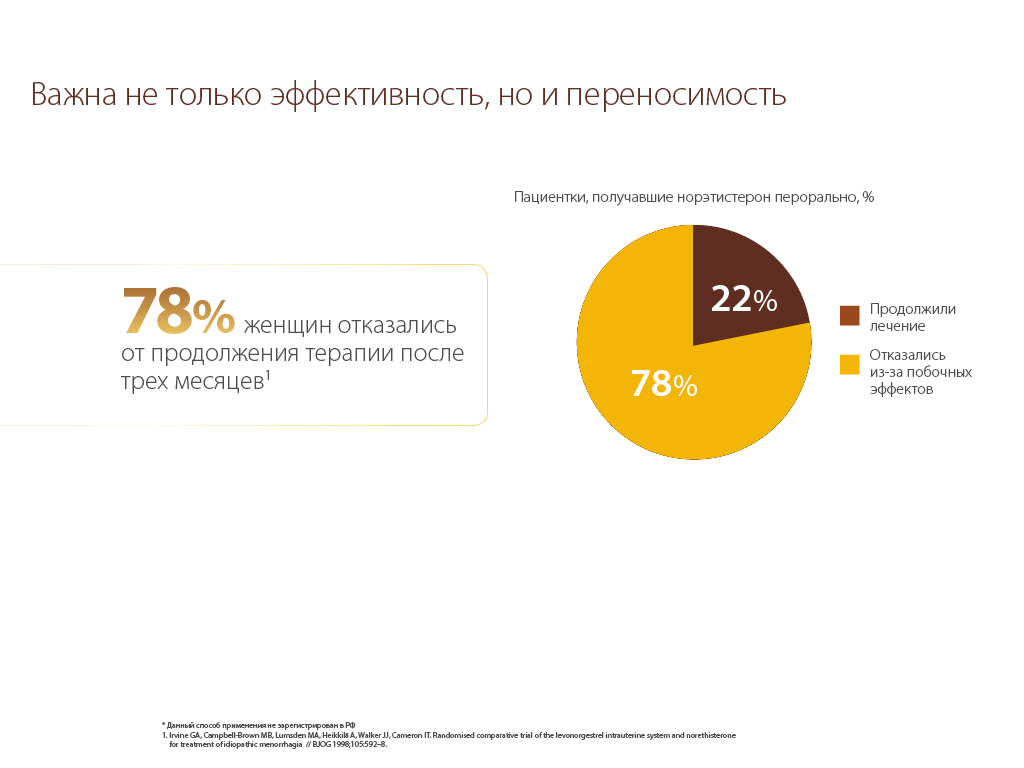 Важна не только эффективность, но и переносимость
78% женщин отказались
от продолжения терапии после
трех месяцев¹
Пациентки, получавшие норэтистерон перорально, %
22%
78%
Продолжили
лечение
Отказались
из-за побочных
эффектов
* Данный способ применения не зарегистрирован в РФ
1. Irvine GA, Campbell-Brown MB, Lumsden MA, Heikkilä A, Walker JJ, Cameron IT. Randomised comparative trial of the levonorgestrel intrauterine system and norethisterone
for treatment of idiopathic menorrhagia // BJOG 1998;105:592–8.